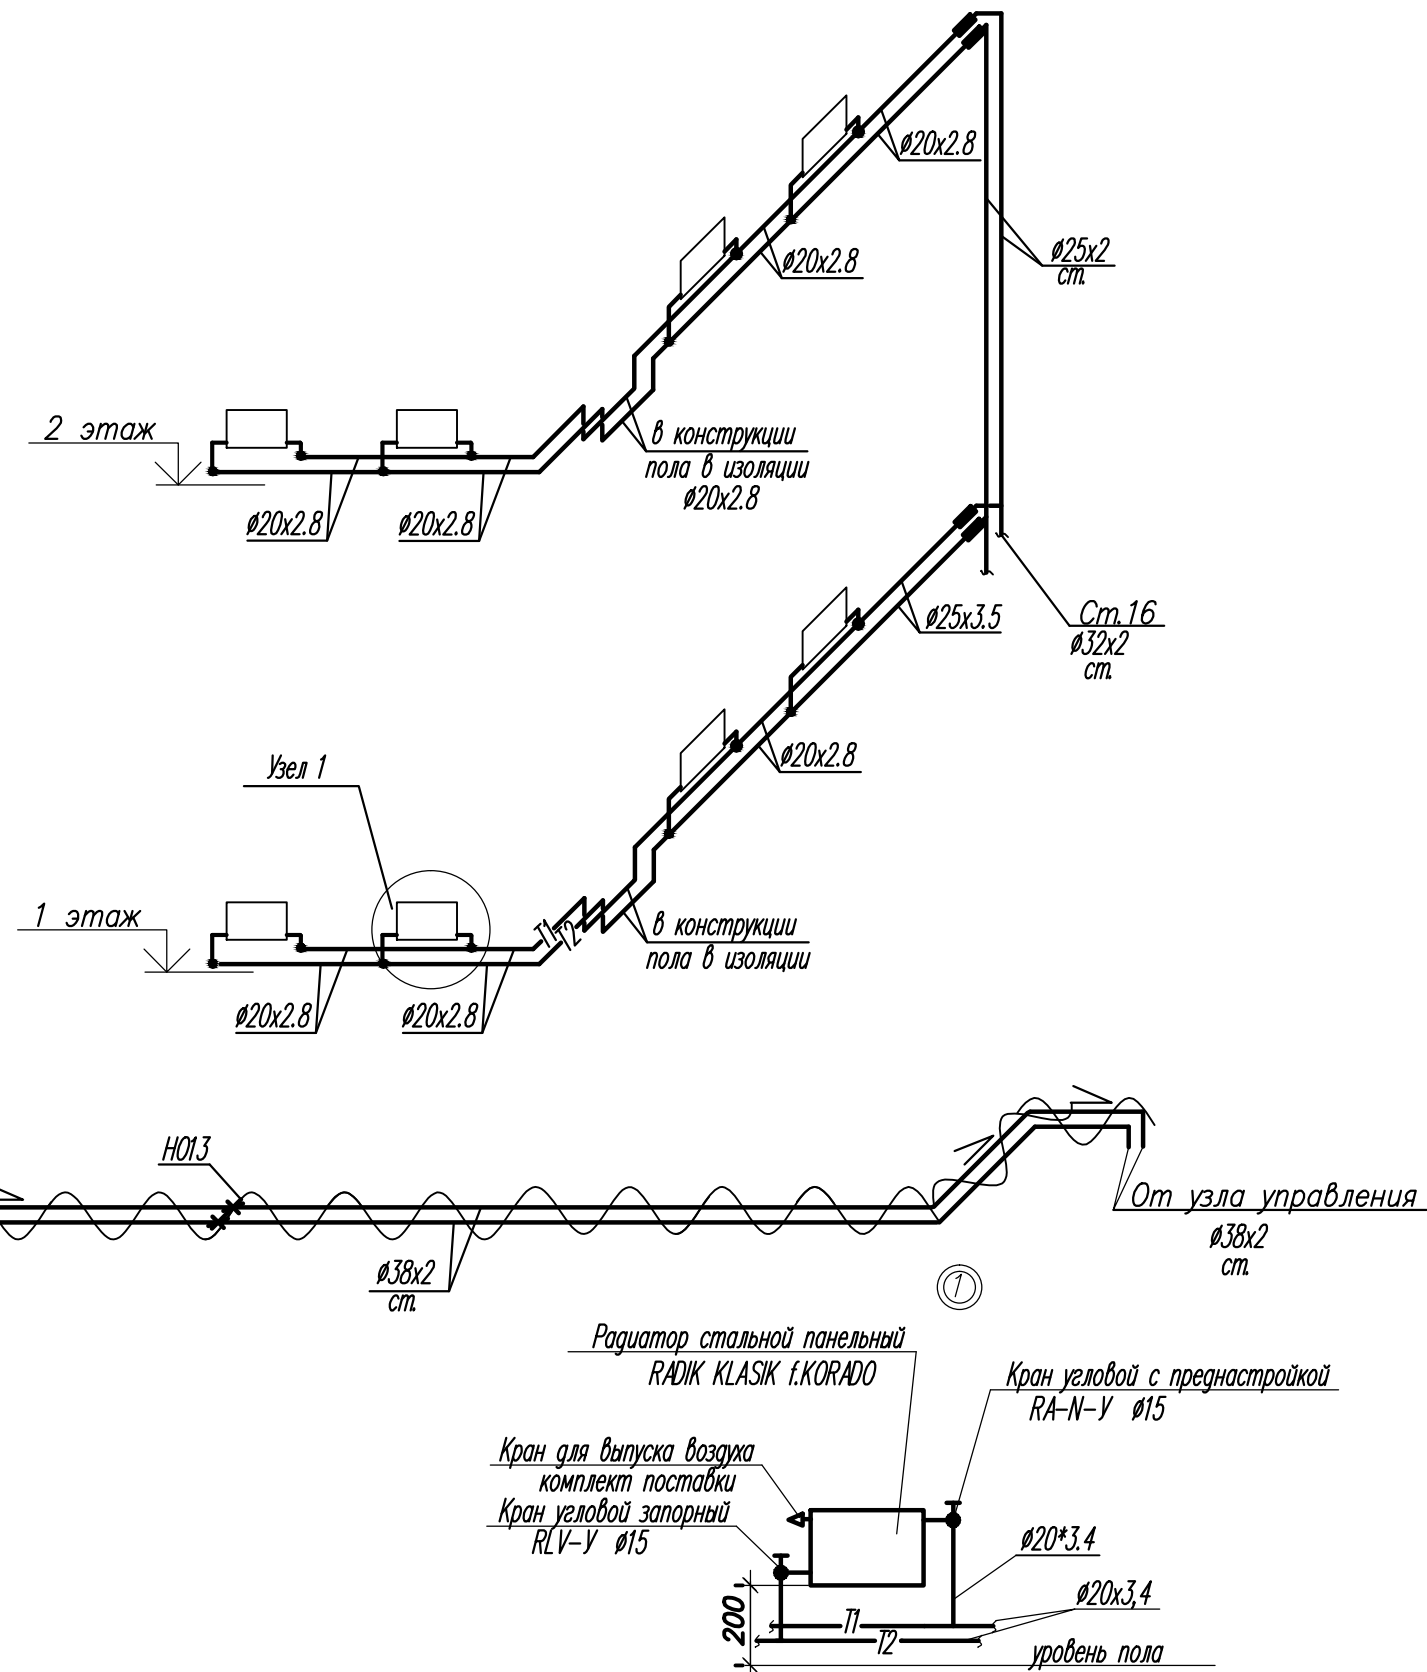 ø20x2.8
ø25x2
ст.
ø20x2.8
2 этаж
в конструкции
пола в изоляции
ø20x2.8
ø20x2.8
ø20x2.8
ø25x3.5
Ст.16
ø32x2
ст.
ø20x2.8
Узел 1
1 этаж
T1
T2
в конструкции
пола в изоляции
ø20x2.8
ø20x2.8
НО13
От узла управления
ø38x2
ст.
ø38x2
ст.
1
Радиатор стальной панельный
RADIK KLASIK f.KORADO
Кран угловой с преднастройкой
RA-N-У ø15
Кран для выпуска воздуха
комплект поставки
Кран угловой запорный
RLV-У ø15
ø20*3.4
ø20x3,4
200
T1
T2
уровень пола